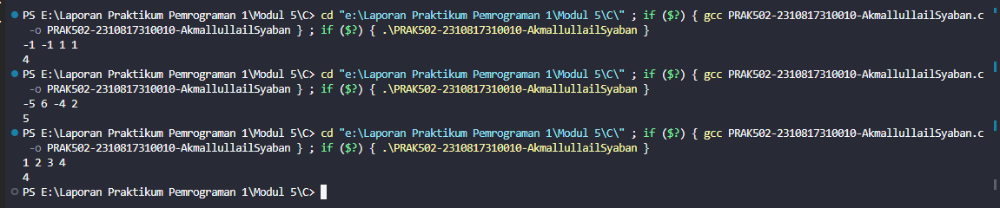 PS E:\Laporan Praktikum Pemrograman 1\Modul 5\C> cd "e:\Laporan Praktikum Pemrograman 1\Modul 5\C\" ; if ($?) { gcc PRAK502-2310817310010-AkmallullailSyaban.c
-o PRAK502-2310817310010-AkmallullailSyaban } ; if ($?) { .\PRAK502-2310817310010-AkmallullailSyaban }
-1 -1 1 1
4
PS E:\Laporan Praktikum Pemrograman 1\Modul 5\C> cd "e:\Laporan Praktikum Pemrograman 1\Modul 5\C\" ; if ($?) { gcc PRAK502-2310817310010-AkmallullailSyaban.c
-o PRAK502-2310817310010-AkmallullailSyaban } ; if ($?) { .\PRAK502-2310817310010-AkmallullailSyaban }
-5 6 -4 2
5
PS E:\Laporan Praktikum Pemrograman 1\Modul 5\C> cd "e:\Laporan Praktikum Pemrograman 1\Modul 5\C\" ; if ($?) { gcc PRAK502-2310817310010-AkmallullailSyaban.c
-o PRAK502-2310817310010-AkmallullailSyaban } ; if ($?) { .\PRAK502-2310817310010-AkmallullailSyaban }
1 2 3 4
4
PS E:\Laporan Praktikum Pemrograman 1\Modul 5\C>